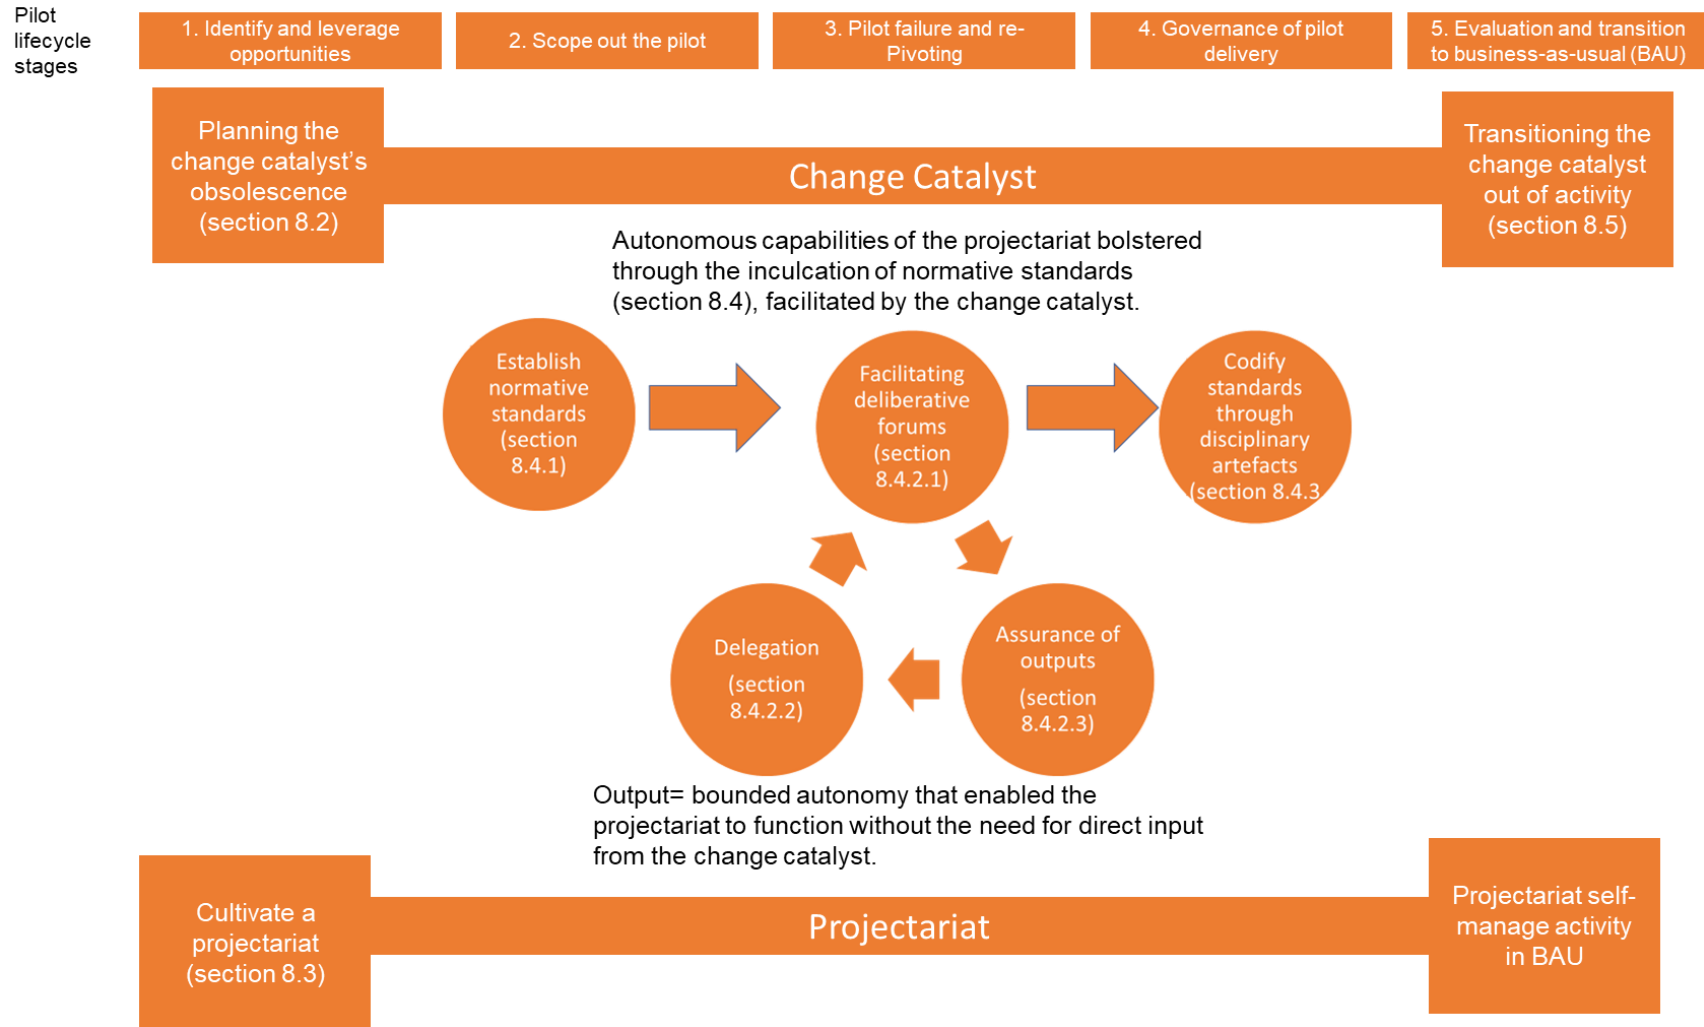 Pilot
lifecycle
stages
1. Identify and leverage
opportunities
2. Scope out the pilot
3. Pilot failure and re-
Pivoting
4. Governance of pilot
delivery
5. Evaluation and transition
to business-as-usual (BAU)
Planning the
change catalyst’s
obsolescence
(section 8.2)
Change Catalyst
Transitioning the
change catalyst
out of activity
(section 8.5)
Autonomous capabilities of the projectariat bolstered
through the inculcation of normative standards
(section 8.4), facilitated by the change catalyst.
Establish
normative
standards
(section
8.4.1)
Facilitating
deliberative
forums
(section
8.4.2.1)
Codify
standards
through
disciplinary
artefacts
(section 8.4.3
Delegation
(section
8.4.2.2)
Assurance of
outputs
(section
8.4.2.3)
Output= bounded autonomy that enabled the
projectariat to function without the need for direct input
from the change catalyst.
Cultivate a
projectariat
(section 8.3)
Projectariat
Projectariat self-
manage activity
in BAU